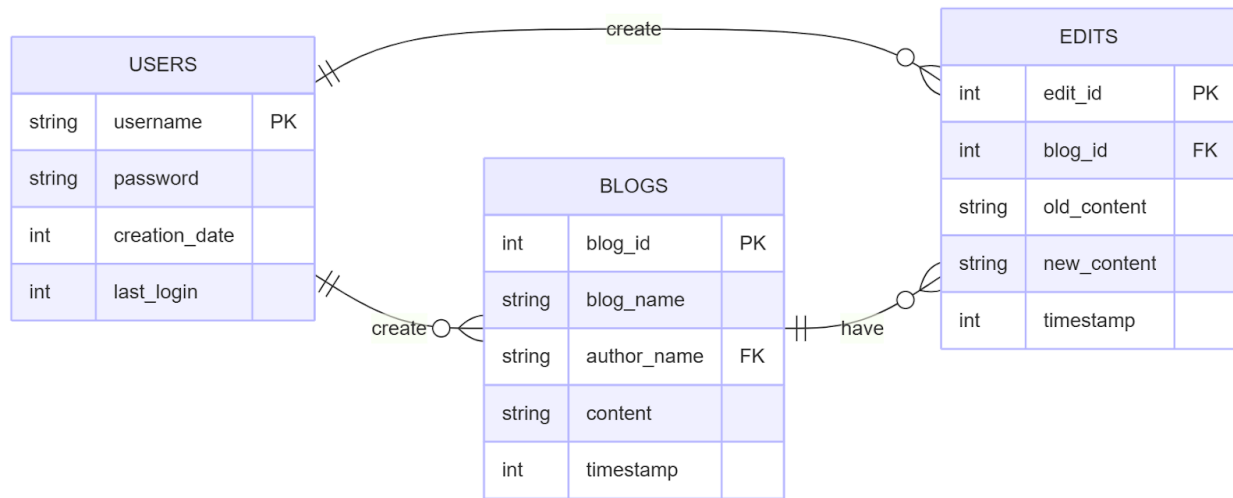 create
USERS
string username PK
string password
int creation_date
int last_login
create
BLOGS
int blog_id PK
string blog_name
string author_name FK
string content
int timestamp
have
EDITS
int edit_id PK
int blog_id FK
string old_content
string new_content
int timestamp